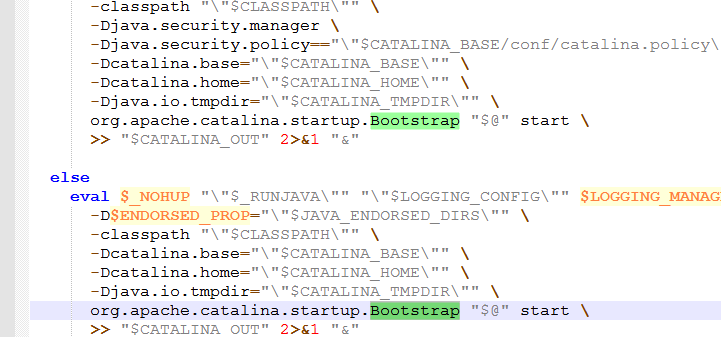 -classpath "\"$CLASSPATH\"" \
-Djava.security.manager \
-Djava.security.policy=="\"$CATALINA_BASE/conf/catalina.policy\
-Dcatalina.base="\"$CATALINA_BASE\"" \
-Dcatalina.home="\"$CATALINA_HOME\"" \
-Djava.io.tmpdir="\"$CATALINA_TMPDIR\"" \
org.apache.catalina.startup.Bootstrap "$@" start \
>> "$CATALINA_OUT" 2>&1 "&"
else
eval $_NOHUP "\"$_RUNJAVA\"" "\"$LOGGING_CONFIG\"" $LOGGING_MANAG
-D$ENDORSED_PROP="\"$JAVA_ENDORSED_DIRS\"" \
-classpath "\"$CLASSPATH\"" \
-Dcatalina.base="\"$CATALINA_BASE\"" \
-Dcatalina.home="\"$CATALINA_HOME\"" \
-Djava.io.tmpdir="\"$CATALINA_TMPDIR\"" \
org.apache.catalina.startup.Bootstrap "$@" start \
>> "$CATALINA_OUT" 2>&1 "&"